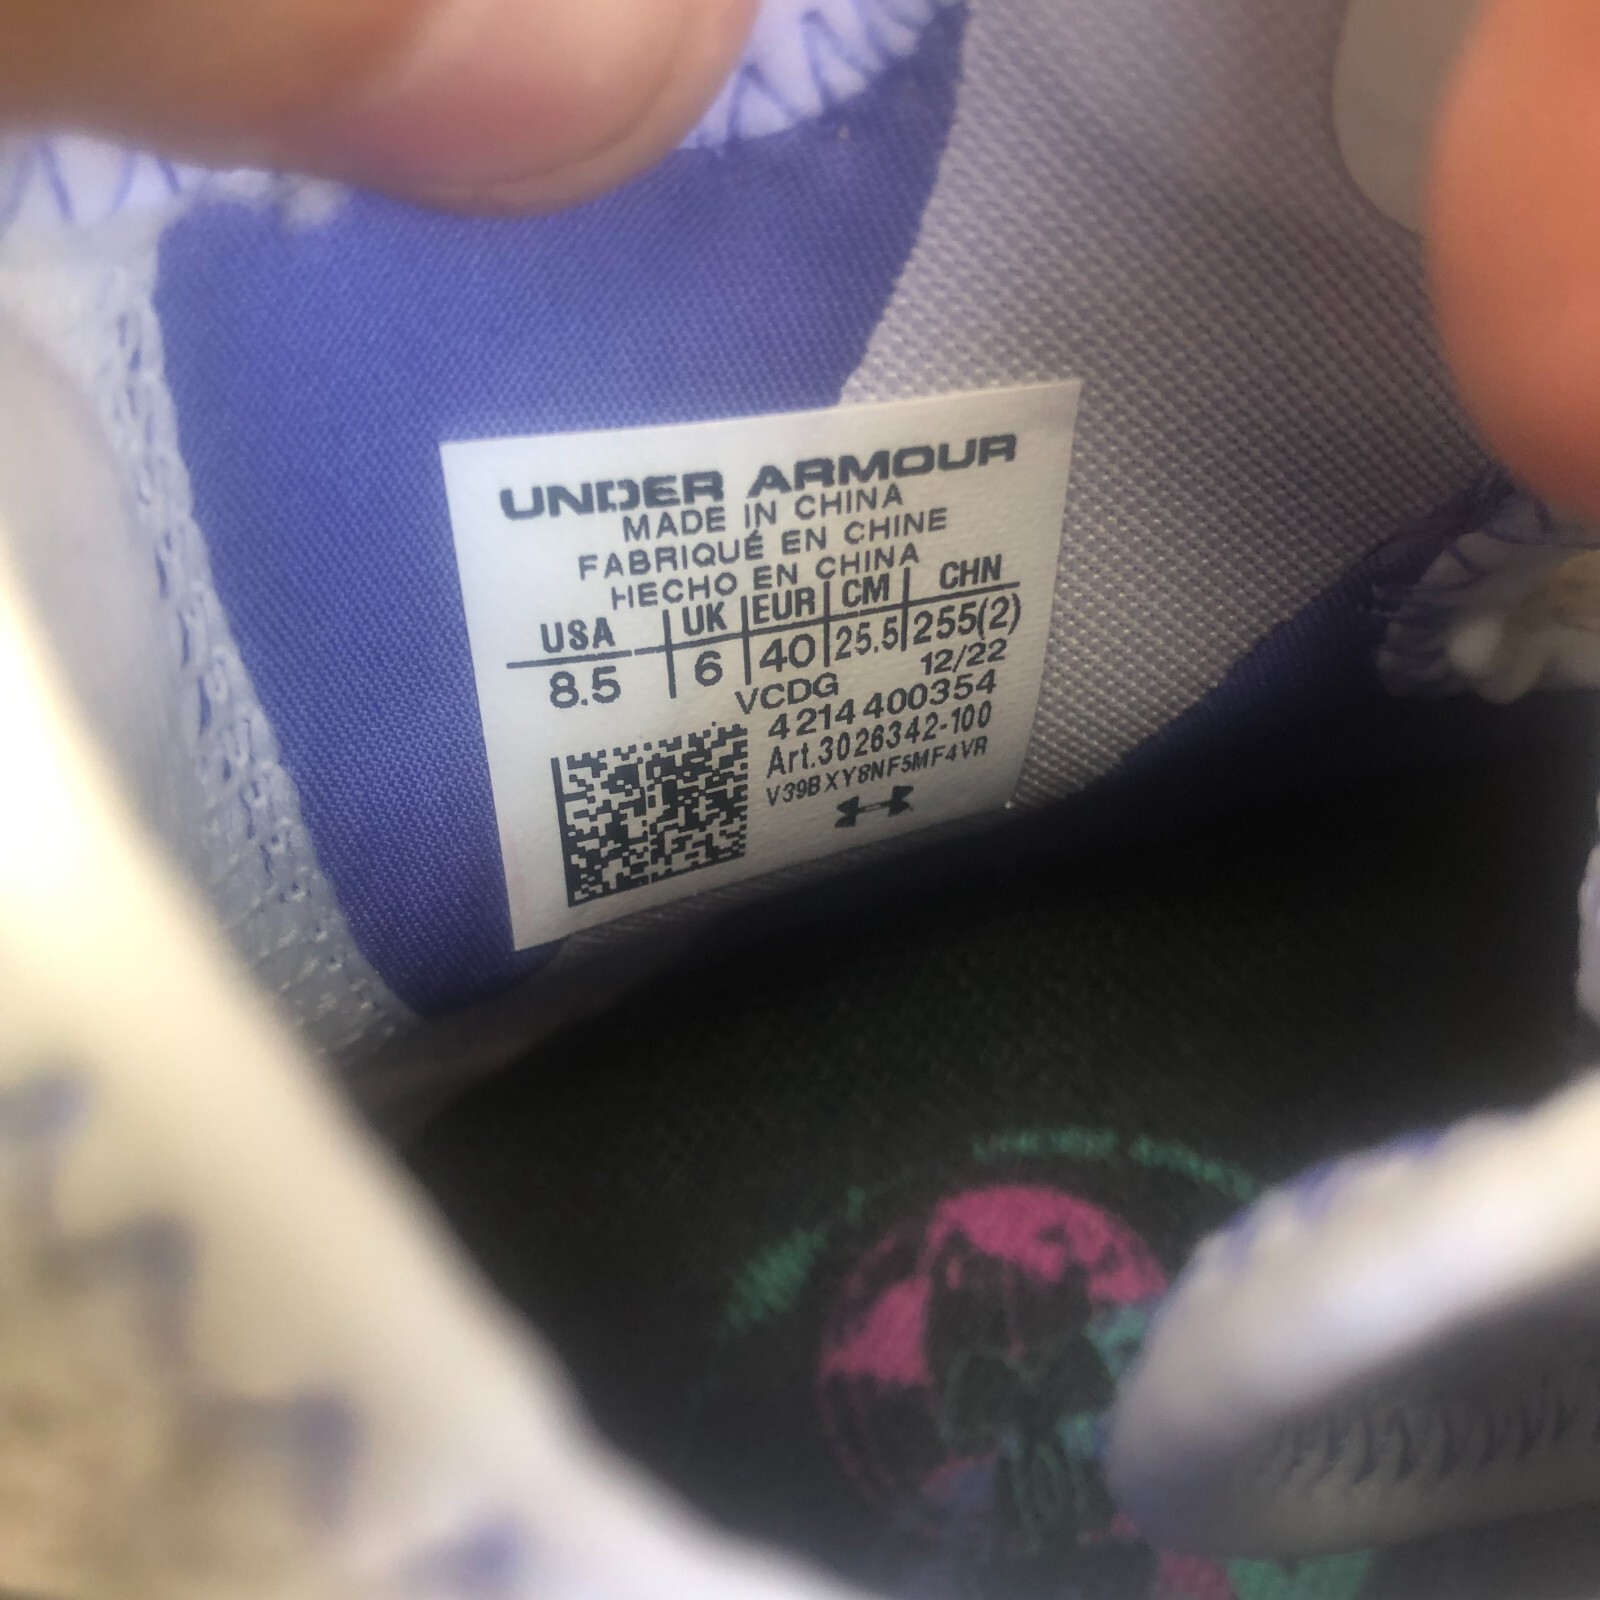 UNDER ARMOUR
MADE IN CHINA
FABRIQUÉ EN CHINE
HECHO EN CHINA
USA UK EUR CM CHN
8.5 6 40 25.5 255(2)
VCDG 12/22
4214400354
Art.3026342-100
V39BXY8NF5MF4VR